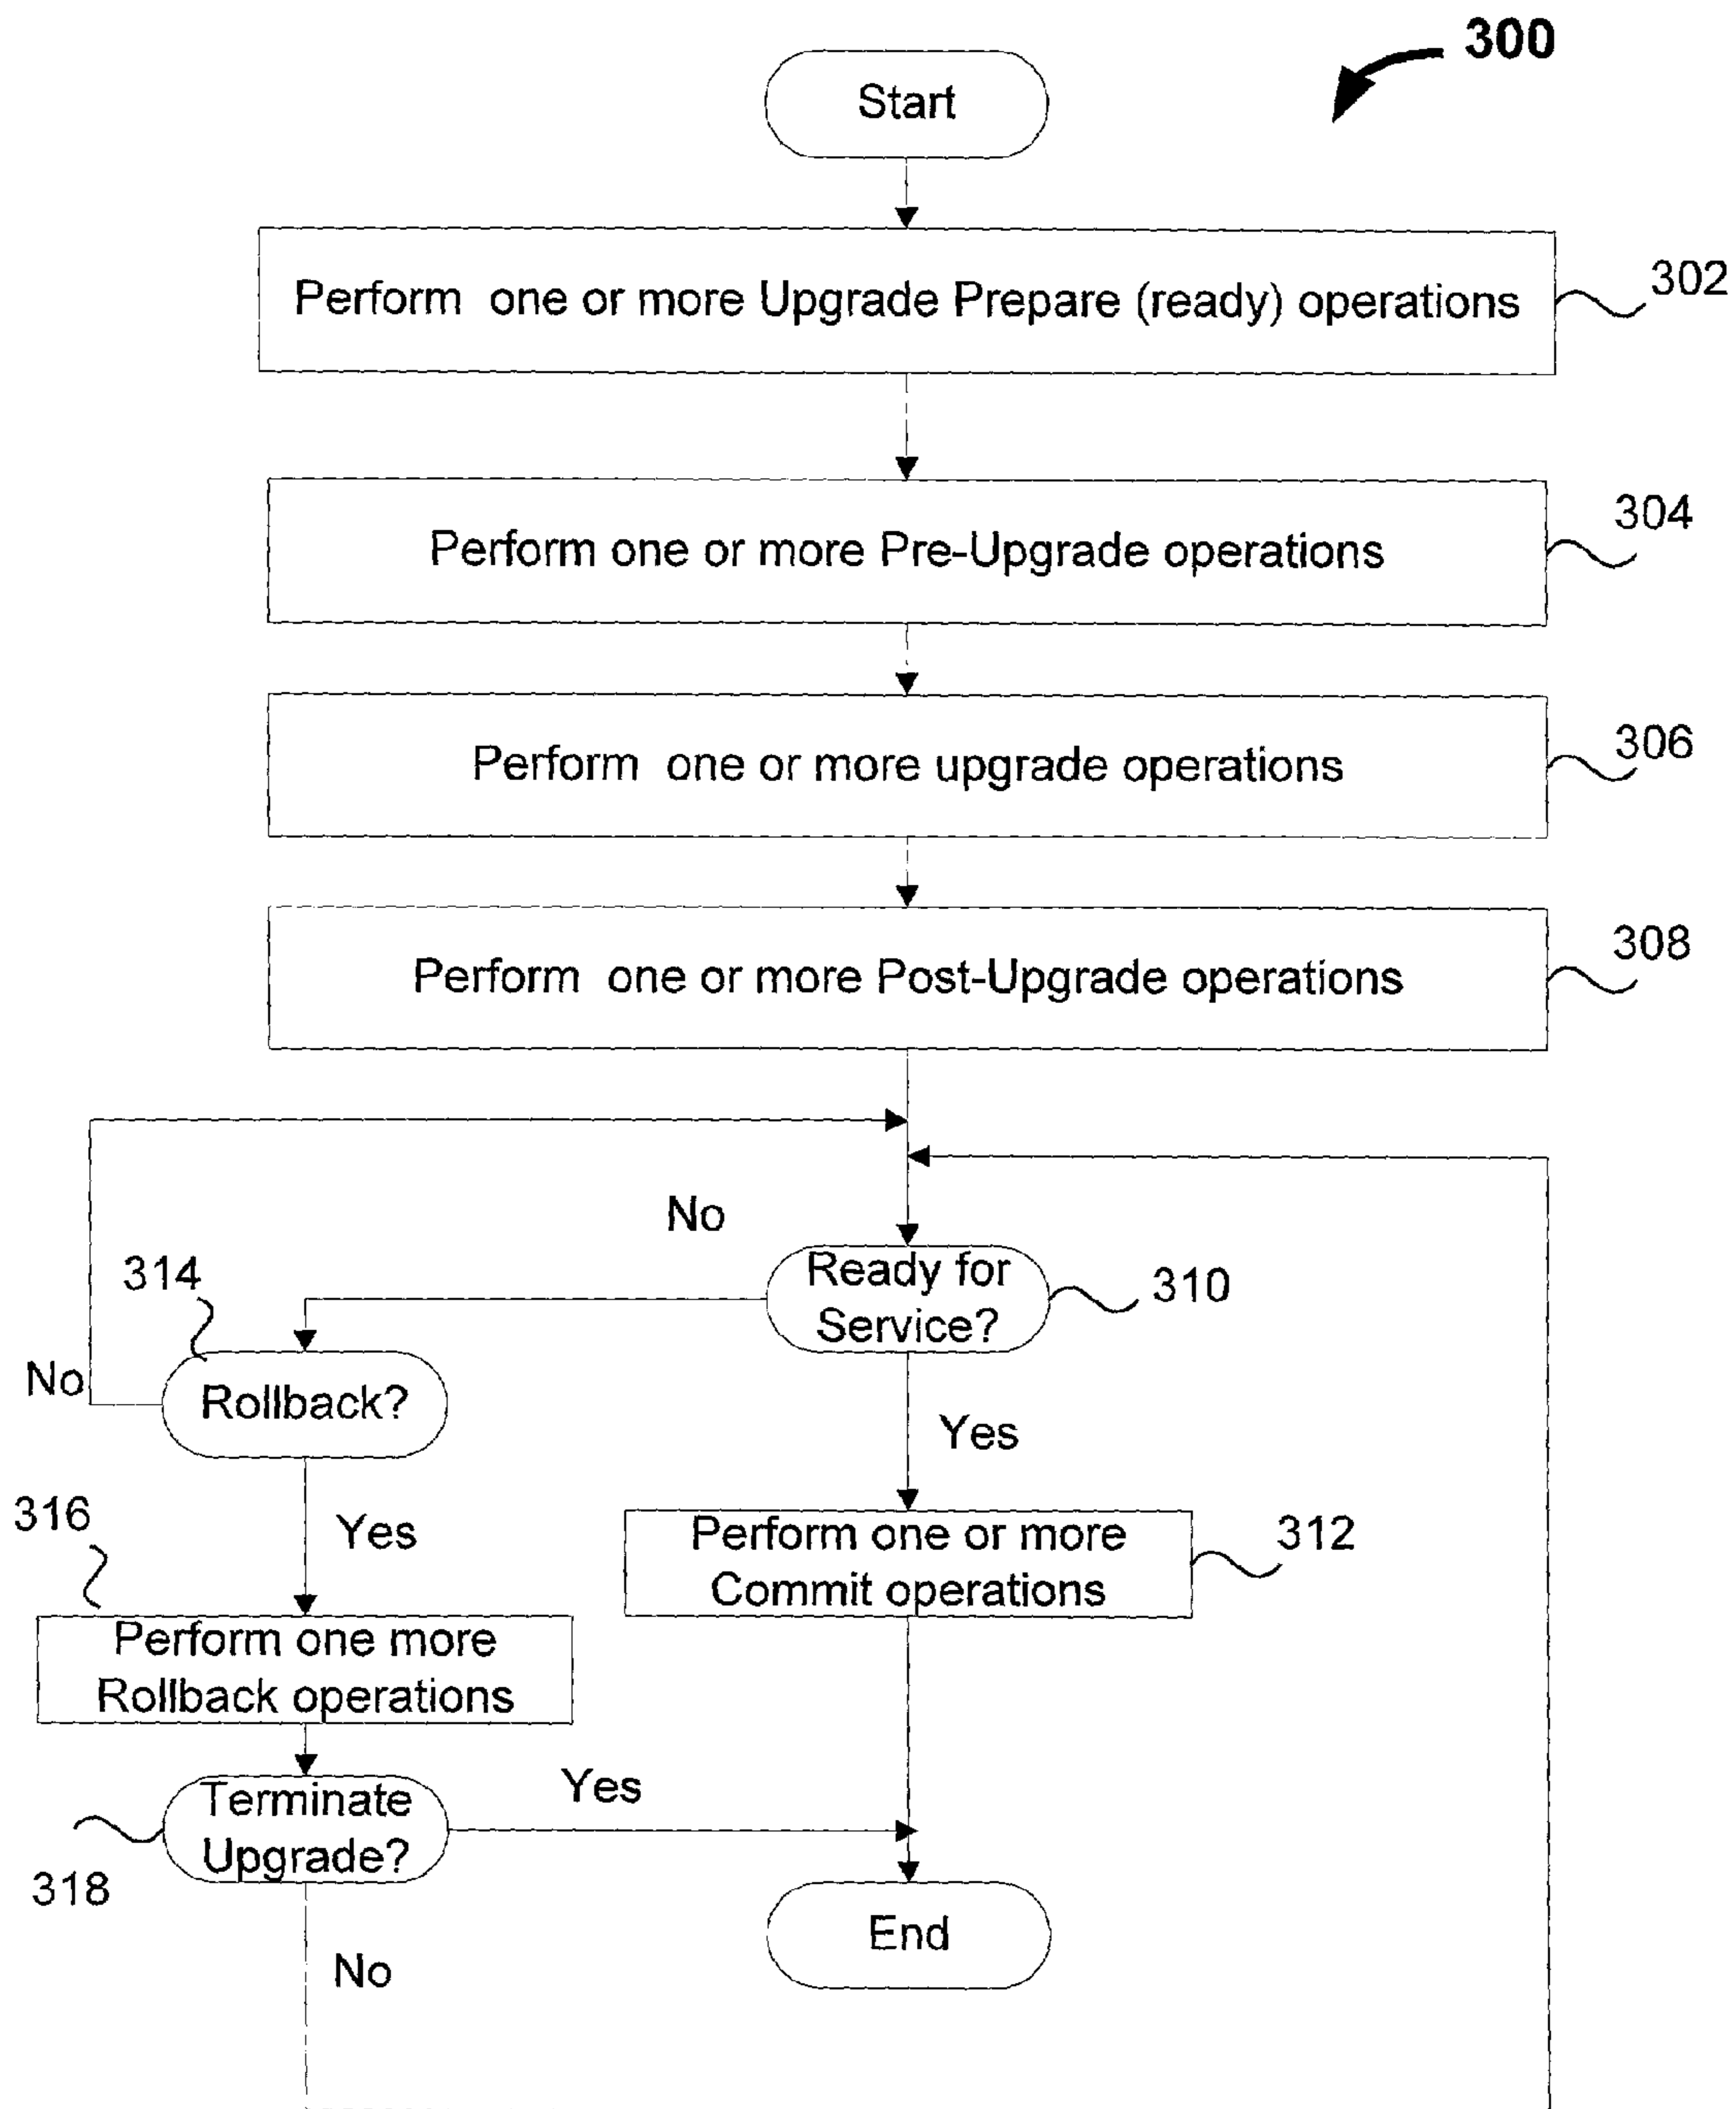 300
Start
Perform one or more Upgrade Prepare (ready) operations
302
Perform one or more Pre-Upgrade operations
304
Perform one or more upgrade operations
306
Perform one or more Post-Upgrade operations
308
No
Ready for
Service?
310
314
No
Rollback?
Yes
316
Yes
Perform one or more
Commit operations
312
Perform one more
Rollback operations
Terminate
Upgrade?
Yes
318
End
No